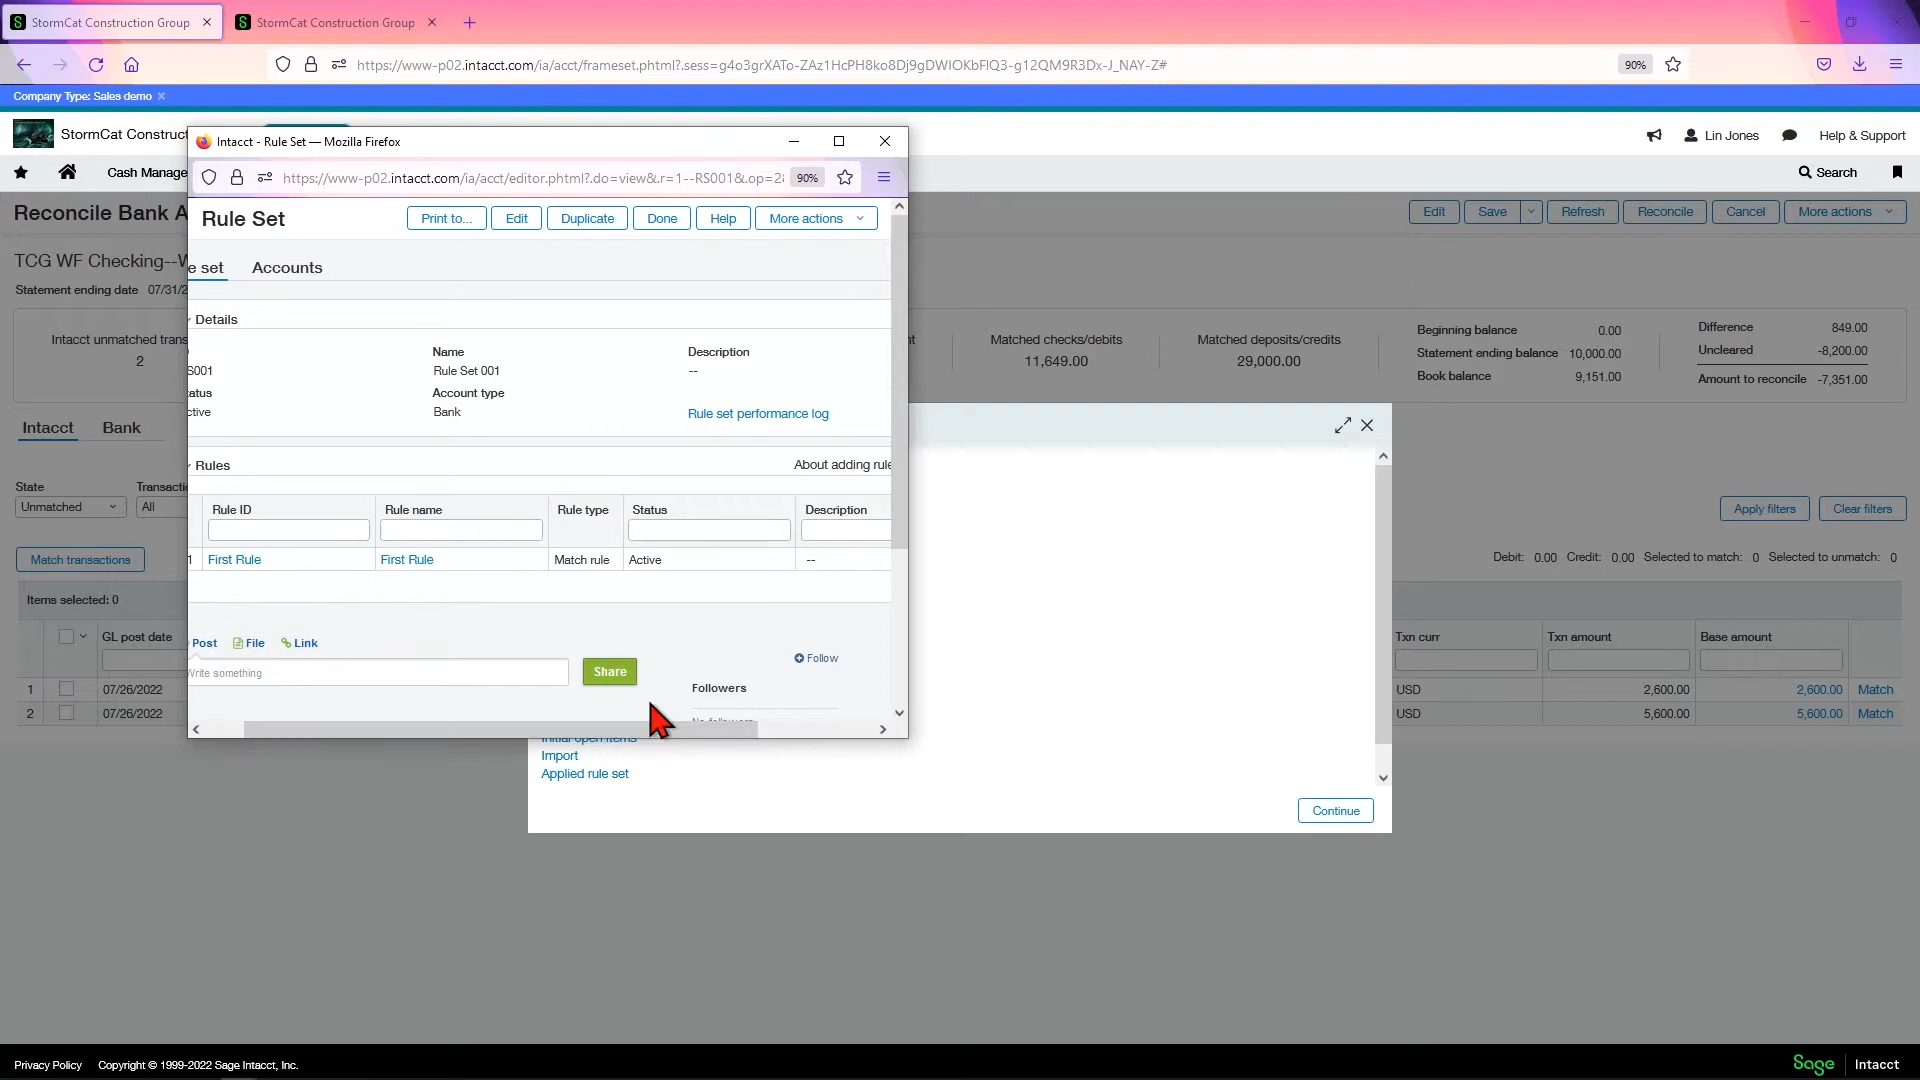 StormCat Construction Group
StormCat Construction Group
https://www-p02.intacct.com/ia/acct/frameset.phtml?.sess=g4o3grXATo-ZAz1HcPH8ko8Dj9gDWIOKbFlQ3-g12QM9R3Dx-J_NAY-Z#
90%
Company Type: Sales demo
StormCat Construct
Lin Jones
Help & Support
Cash Manage
Search
Reconcile Bank A
Edit
Save
Refresh
Reconcile
Cancel
More actions
TCG WF Checking--W
Statement ending date 07/31/2
Intacct unmatched trans
2
nt
Matched checks/debits
11,649.00
Matched deposits/credits
29,000.00
Beginning balance 0.00
Statement ending balance 10,000.00
Book balance 9,151.00
Difference 849.00
Uncleared -8,200.00
Amount to reconcile -7,351.00
Intacct
Bank
State
Unmatched
Transactio
All
Apply filters
Clear filters
Match transactions
Debit: 0.00 Credit: 0.00 Selected to match: 0 Selected to unmatch: 0
Items selected: 0
GL post date
Txn curr
Txn amount
Base amount
1 07/26/2022
USD 2,600.00 2,600.00 Match
2 07/26/2022
USD 5,600.00 5,600.00 Match
Intacct - Rule Set — Mozilla Firefox
https://www-p02.intacct.com/ia/acct/editor.phtml?.do=view&.r=1--RS001&.op=28
90%
Rule Set
Print to...
Edit
Duplicate
Done
Help
More actions
e set
Accounts
Details
Name
Description
S001
Rule Set 001
--
tatus
Account type
ctive
Bank
Rule set performance log
Rules
About adding rule
Rule ID
Rule name
Rule type
Status
Description
1 First Rule First Rule Match rule Active --
Post
File
Link
Write something
Share
Follow
Followers
No followers
Initial open items
Import
Applied rule set
Continue
Privacy Policy
Copyright © 1999-2022 Sage Intacct, Inc.
Sage Intacct